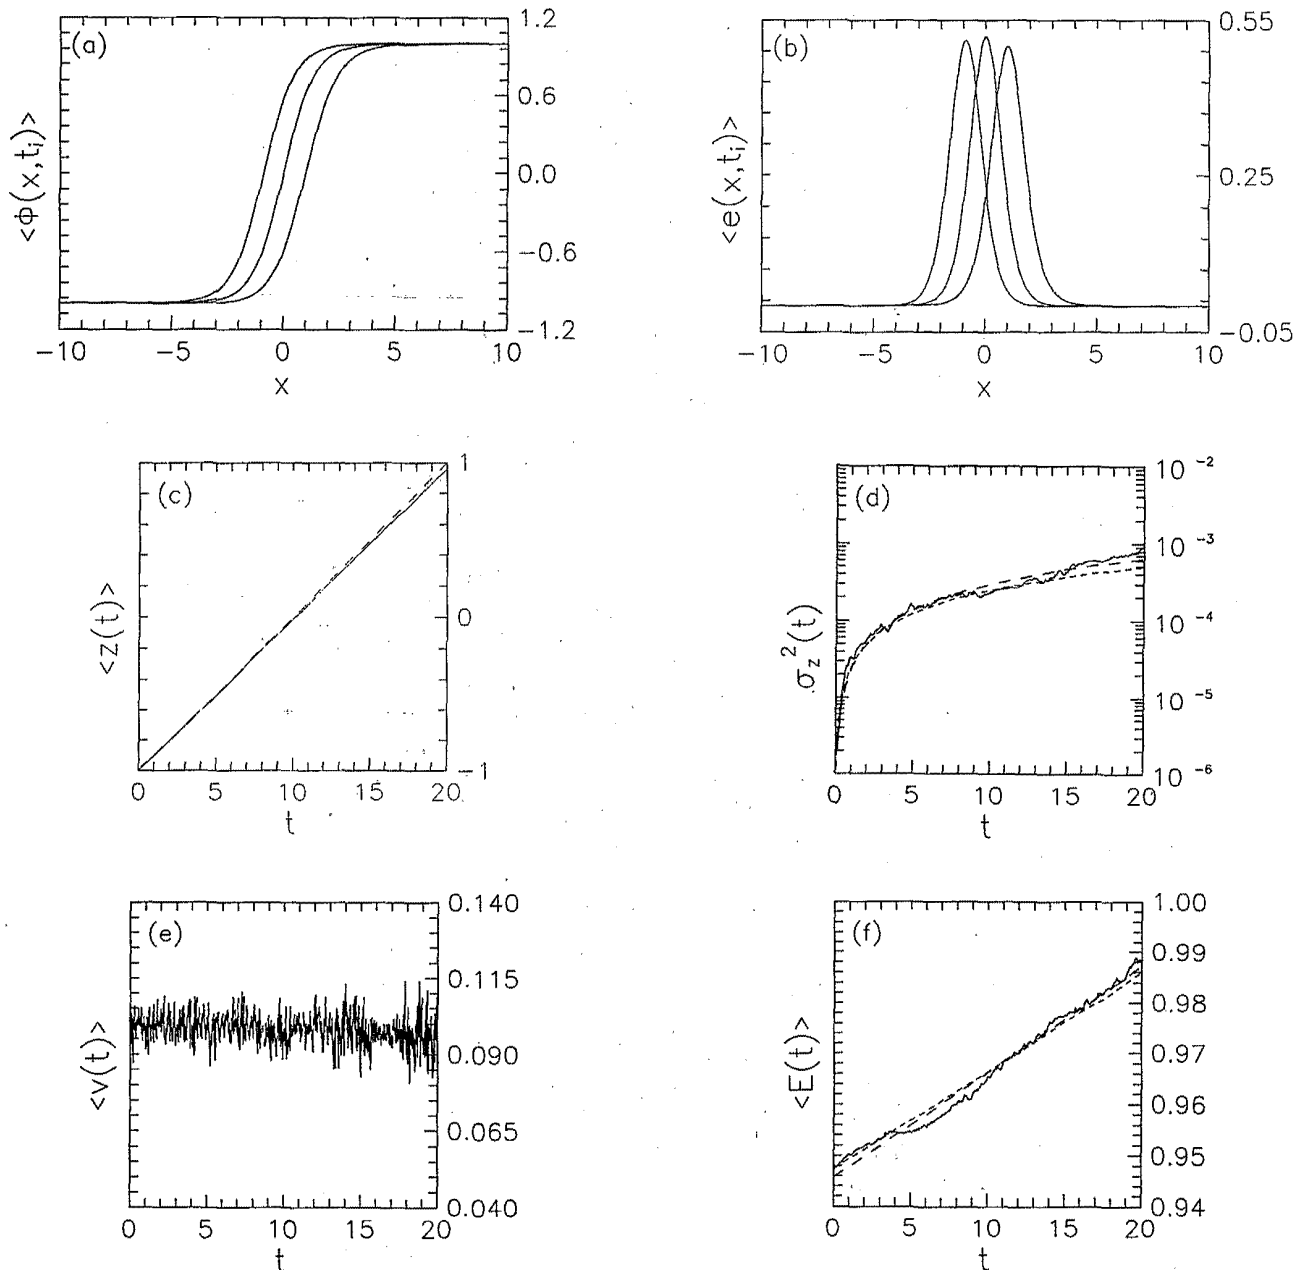 (a)
<ϕ(x,t_i)>
1.2
0.6
0.0
−0.6
−1.2
−10 −5 0 5 10
x
(b)
<e(x,t_i)>
0.55
0.25
−0.05
−10 −5 0 5 10
x
(c)
<z(t)>
1
0
−1
0 5 10 15 20
t
(d)
σ_z^2(t)
10^-2
10^-3
10^-4
10^-5
10^-6
0 5 10 15 20
t
(e)
<v(t)>
0.140
0.115
0.090
0.065
0.040
0 5 10 15 20
t
(f)
<E(t)>
1.00
0.99
0.98
0.97
0.96
0.95
0.94
0 5 10 15 20
t